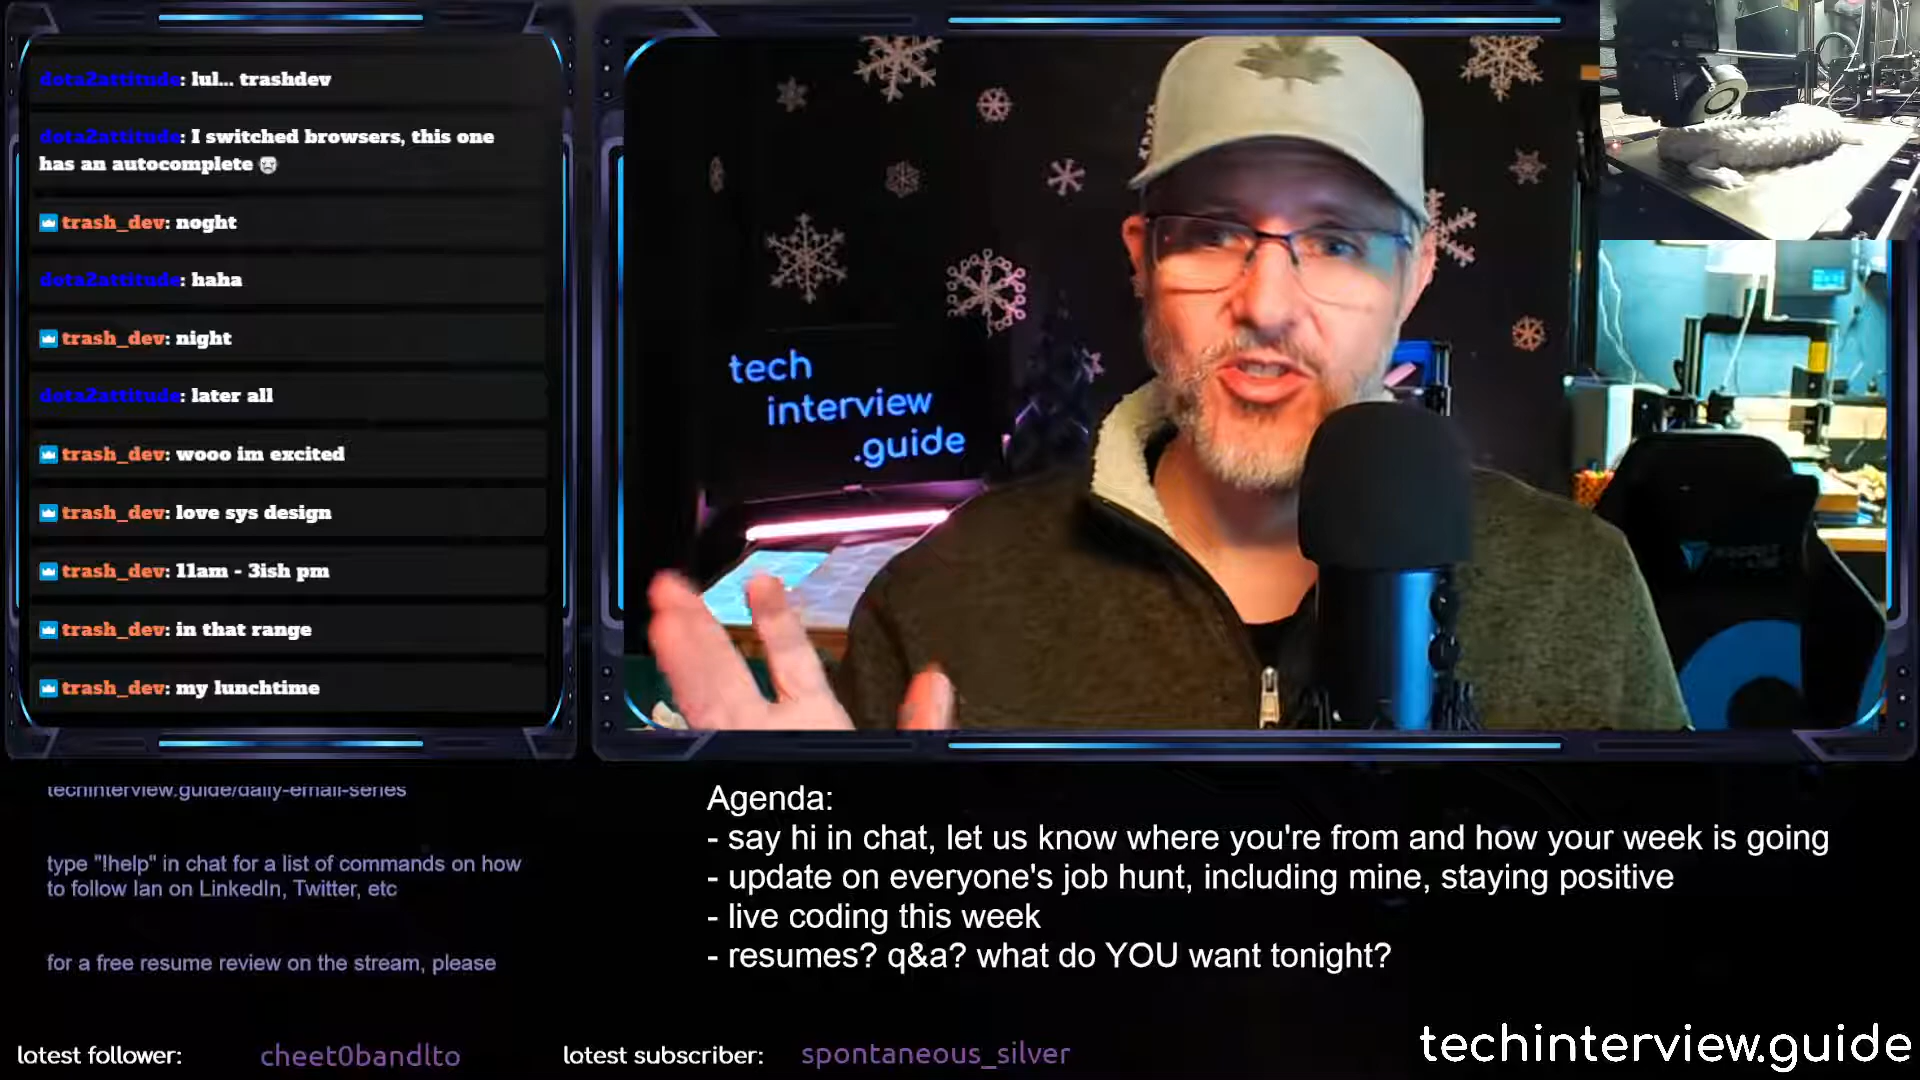 dota2attitude: lul... trashdev
dota2attitude: I switched browsers, this one
has an autocomplete
trash_dev: noght
dota2attitude: haha
trash_dev: night
dota2attitude: later all
trash_dev: wooo im excited
trash_dev: love sys design
trash_dev: 11am - 3ish pm
trash_dev: in that range
trash_dev: my lunchtime
tech
interview
.guide
techinterview.guide/daily-email-series
type "!help" in chat for a list of commands on how
to follow Ian on LinkedIn, Twitter, etc
for a free resume review on the stream, please
Agenda:
- say hi in chat, let us know where you're from and how your week is going
- update on everyone's job hunt, including mine, staying positive
- live coding this week
- resumes? q&a? what do YOU want tonight?
latest follower: cheet0bandlto
latest subscriber: spontaneous_silver
techinterview.guide